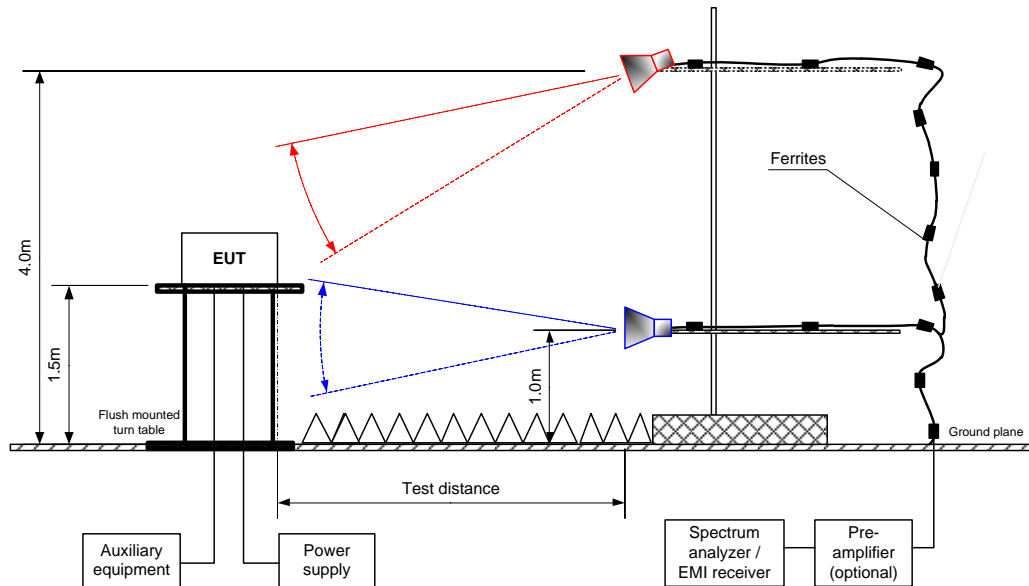 4.0m
Ferrites
EUT
1.5m
1.0m
Flush mounted
turn table
Ground plane
Test distance
Auxiliary
equipment
Power
supply
Spectrum
analyzer /
EMI receiver
Pre-
amplifier
(optional)